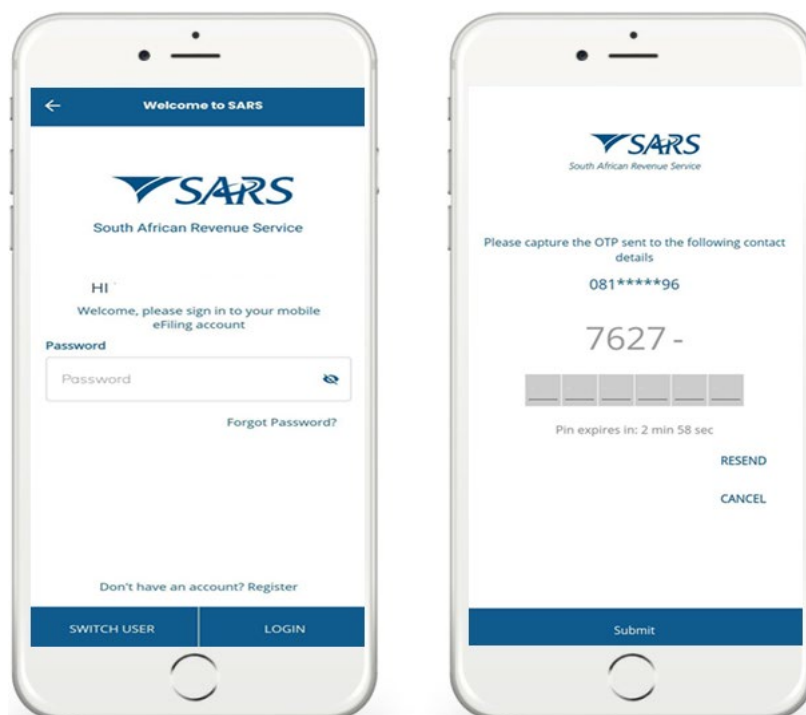 Welcome to SARS
SARS
South African Revenue Service
HI
Welcome, please sign in to your mobile
eFiling account
Password
Password
Forgot Password?
Don't have an account? Register
SWITCH USER
LOGIN
SARS
South African Revenue Service
Please capture the OTP sent to the following contact
details
081*****96
7627 -
Pin expires in: 2 min 58 sec
RESEND
CANCEL
Submit